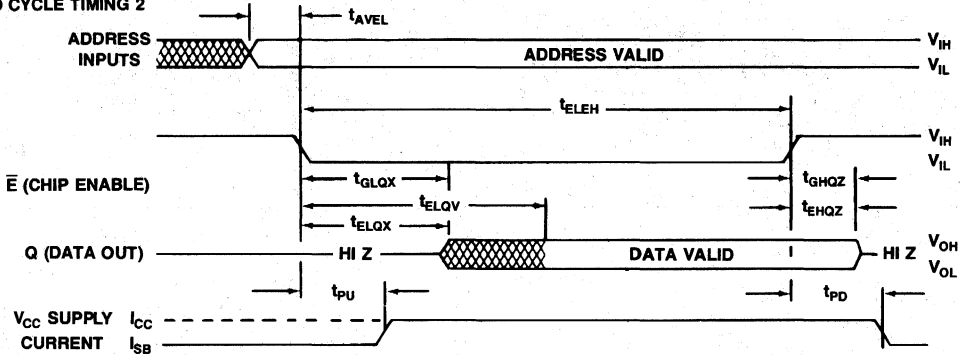 CYCLE TIMING 2
tAVEL
ADDRESS
INPUTS
ADDRESS VALID
VIH
VIL
tELEH
VIH
VIL
E̅ (CHIP ENABLE)
tGLQX
tGHQZ
tELQV
tEHQZ
tELQX
Q (DATA OUT)
HI Z
DATA VALID
HI Z
VOH
VOL
tPU
tPD
VCC SUPPLY ICC
CURRENT ISB